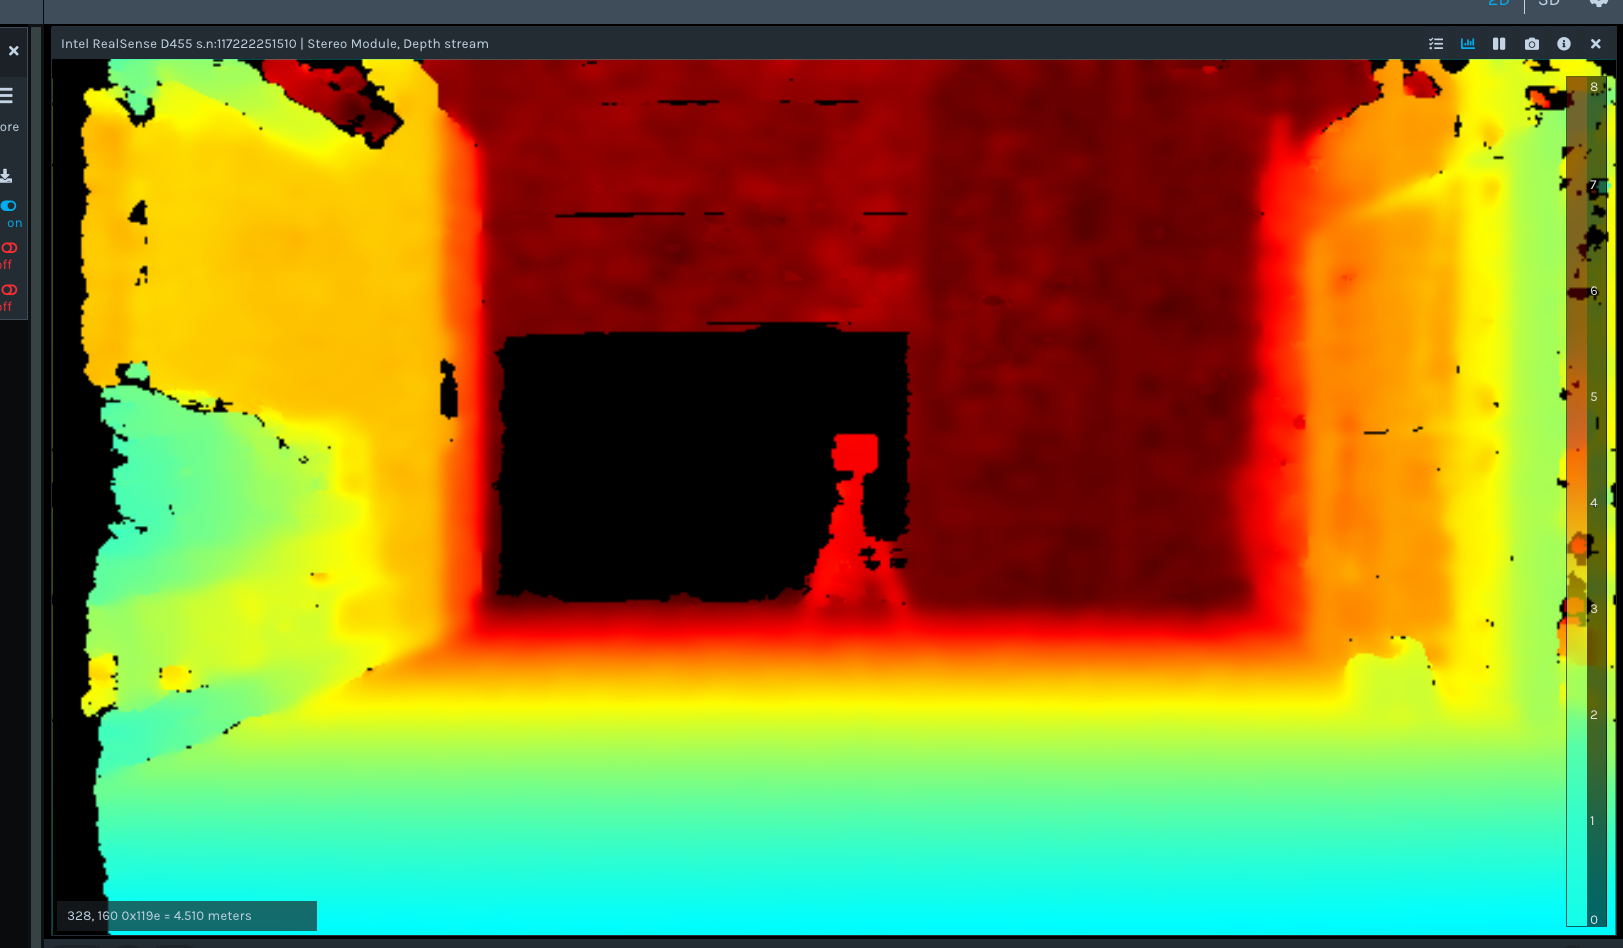 2D | 3D
Intel RealSense D455 s.n:117222251510 | Stereo Module, Depth stream
ore
on
off
off
8
7
6
5
4
3
2
1
0
328, 160 0x119e = 4.510 meters